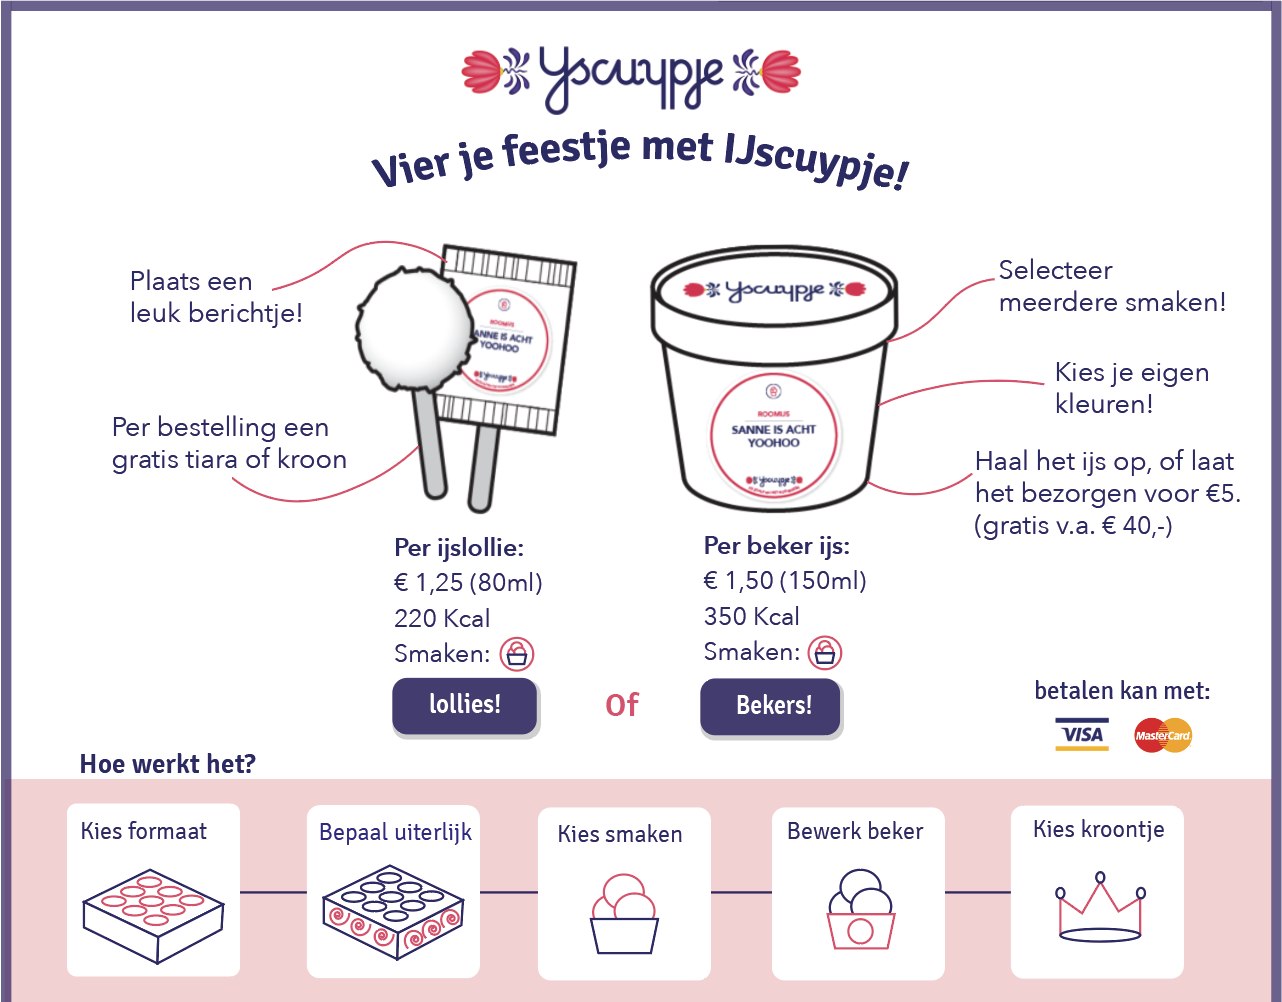 Yscuypje
Vier je feestje met IJscuypje!
Plaats een
leuk berichtje!
Per bestelling een
gratis tiara of kroon
ROOMIJS
ANNE IS ACHT
YOOHOO
Yscuypje
Yscuypje
ROOMIJS
SANNE IS ACHT
YOOHOO
Yscuypje
Selecteer
meerdere smaken!
Kies je eigen
kleuren!
Haal het ijs op, of laat
het bezorgen voor €5.
(gratis v.a. € 40,-)
Per ijslollie:
€ 1,25 (80ml)
220 Kcal
Smaken:
lollies!
Of
Per beker ijs:
€ 1,50 (150ml)
350 Kcal
Smaken:
Bekers!
betalen kan met:
VISA
MasterCard
Hoe werkt het?
Kies formaat
Bepaal uiterlijk
Kies smaken
Bewerk beker
Kies kroontje